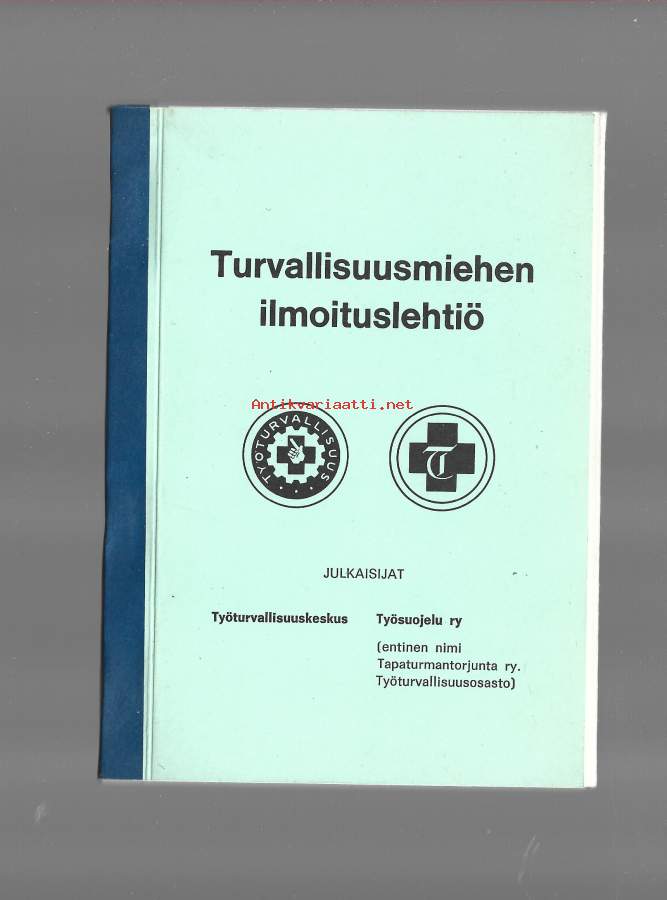 Turvallisuusmiehen
ilmoituslehtiö
Antikvariaatti.net
TYÖTURVALLISUUS
T
JULKAISIJAT
Työturvallisuuskeskus
Työsuojelu ry
(entinen nimi
Tapaturmantorjunta ry.
Työturvallisuusosasto)